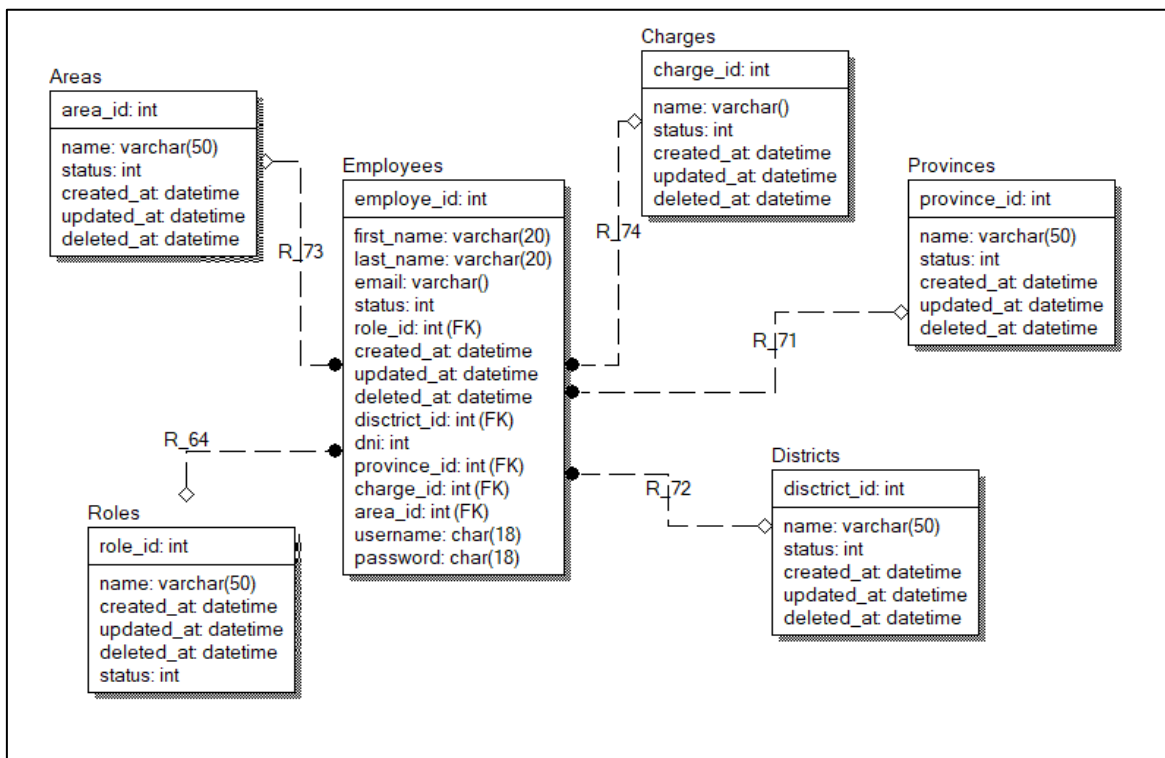 Areas
area_id: int
name: varchar(50)
status: int
created_at: datetime
updated_at: datetime
deleted_at: datetime
R_73
Employees
employe_id: int
first_name: varchar(20)
last_name: varchar(20)
email: varchar()
status: int
role_id: int (FK)
created_at: datetime
updated_at: datetime
deleted_at: datetime
disctrict_id: int (FK)
dni: int
province_id: int (FK)
charge_id: int (FK)
area_id: int (FK)
username: char(18)
password: char(18)
Charges
charge_id: int
name: varchar()
status: int
created_at: datetime
updated_at: datetime
deleted_at: datetime
R_74
Provinces
province_id: int
name: varchar(50)
status: int
created_at: datetime
updated_at: datetime
deleted_at: datetime
R_71
R_64
Roles
role_id: int
name: varchar(50)
created_at: datetime
updated_at: datetime
deleted_at: datetime
status: int
R_72
Districts
disctrict_id: int
name: varchar(50)
status: int
created_at: datetime
updated_at: datetime
deleted_at: datetime